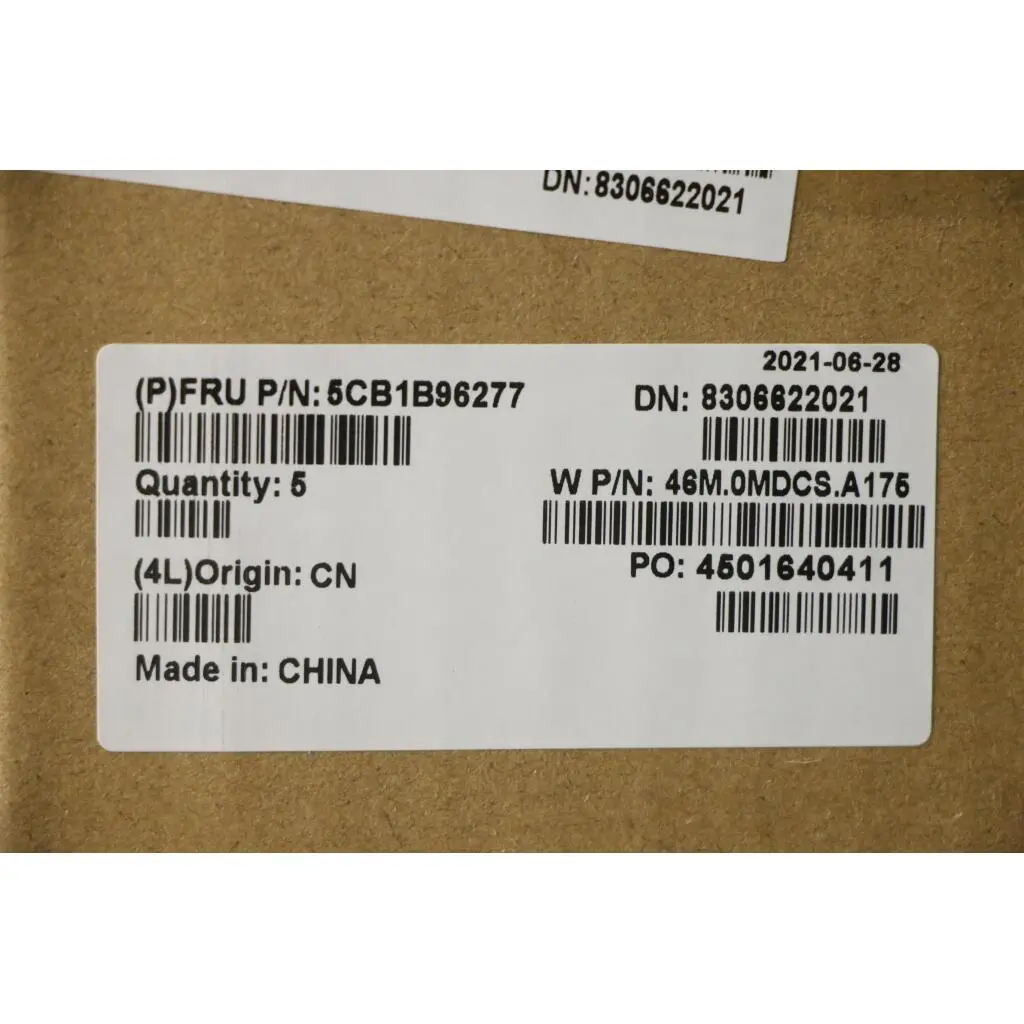 DN:8306622021
2021-06-28
(P)FRU P/N: 5CB1B96277
DN: 8306622021
Quantity: 5
W P/N: 46M.0MDCS.A175
(4L)Origin: CN
PO: 4501640411
Made in: CHINA